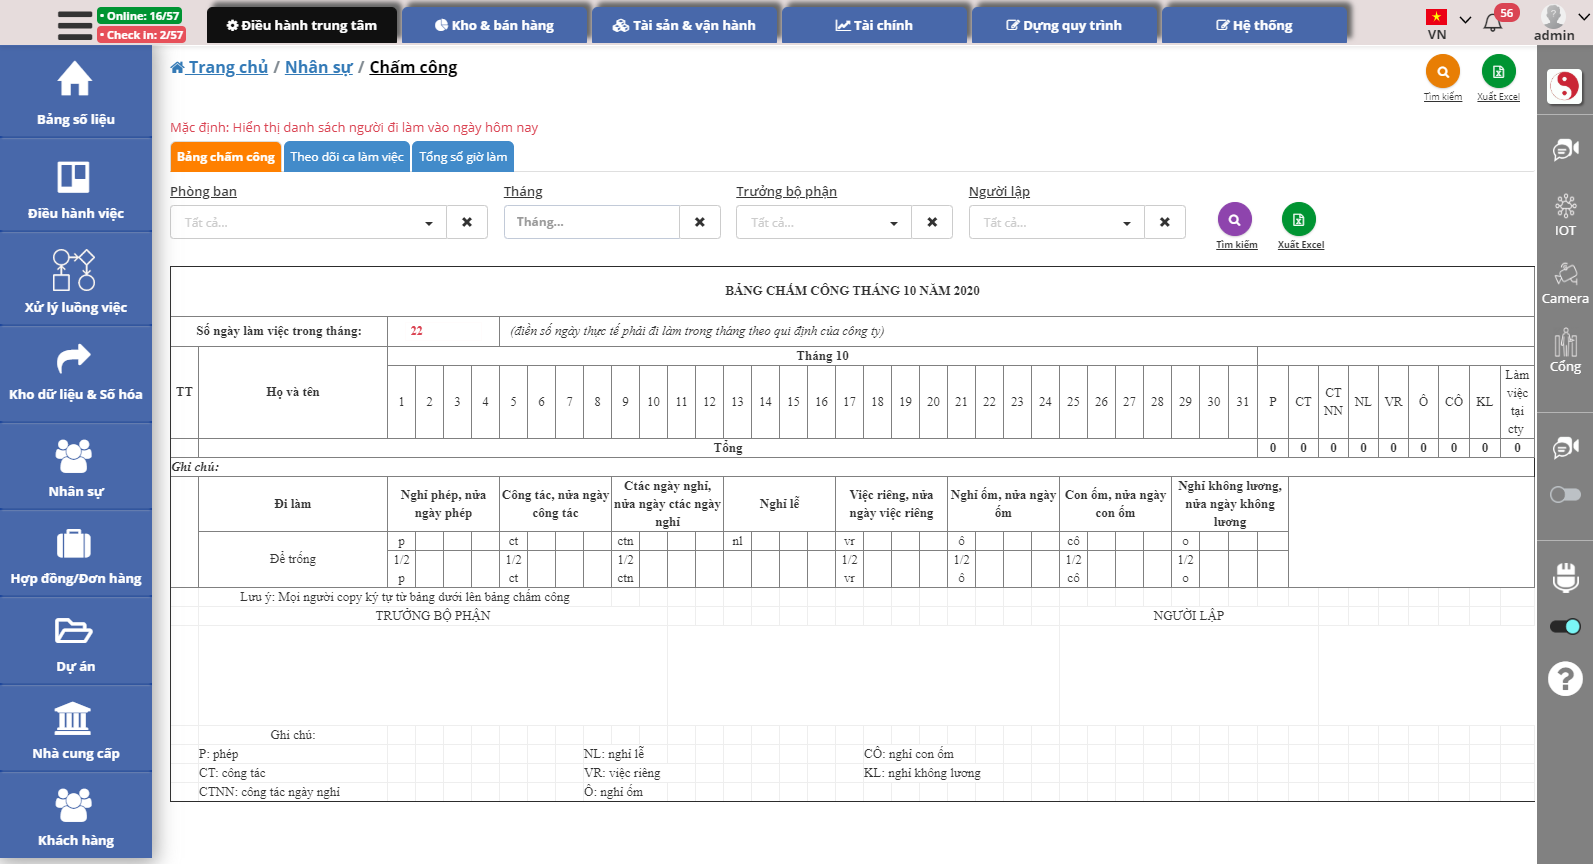 • Online: 16/57
• Check in: 2/57
Điều hành trung tâm
Kho & bán hàng
Tài sản & vận hành
Tài chính
Dựng quy trình
Hệ thống
VN
56
admin
Trang chủ / Nhân sự / Chấm công
Tìm kiếm
Xuất Excel
Bảng số liệu
Điều hành việc
Xử lý luồng việc
Kho dữ liệu & Số hóa
Nhân sự
Hợp đồng/Đơn hàng
Dự án
Nhà cung cấp
Khách hàng
Mặc định: Hiển thị danh sách người đi làm vào ngày hôm nay
Bảng chấm công
Theo dõi ca làm việc
Tổng số giờ làm
Phòng ban
Tháng
Trưởng bộ phận
Người lập
Tất cả...
Tháng...
Tất cả...
Tất cả...
Tìm kiếm
Xuất Excel
BẢNG CHẤM CÔNG THÁNG 10 NĂM 2020
Số ngày làm việc trong tháng: 22 (điền số ngày thực tế phải đi làm trong tháng theo qui định của công ty)
TT Họ và tên Tháng 10
1 2 3 4 5 6 7 8 9 10 11 12 13 14 15 16 17 18 19 20 21 22 23 24 25 26 27 28 29 30 31 P CT CT NN NL VR Ô CÔ KL Làm việc tại cty
Tổng 0 0 0 0 0 0 0 0 0
Ghi chú:
Đi làm
Nghỉ phép, nửa ngày phép
Công tác, nửa ngày công tác
Ctác ngày nghỉ, nửa ngày ctác ngày nghỉ
Nghỉ lễ
Việc riêng, nửa ngày việc riêng
Nghỉ ốm, nửa ngày ốm
Con ốm, nửa ngày con ốm
Nghỉ không lương, nửa ngày không lương
Để trống
p ct ctn nl vr ô cô o
1/2 p 1/2 ct 1/2 ctn 1/2 vr 1/2 ô 1/2 cô 1/2 o
Lưu ý: Mọi người copy ký tự từ bảng dưới lên bảng chấm công
TRƯỞNG BỘ PHẬN
NGƯỜI LẬP
Ghi chú:
P: phép NL: nghỉ lễ CÔ: nghỉ con ốm
CT: công tác VR: việc riêng KL: nghỉ không lương
CTNN: công tác ngày nghỉ Ô: nghỉ ốm
IOT
Camera
Cổng